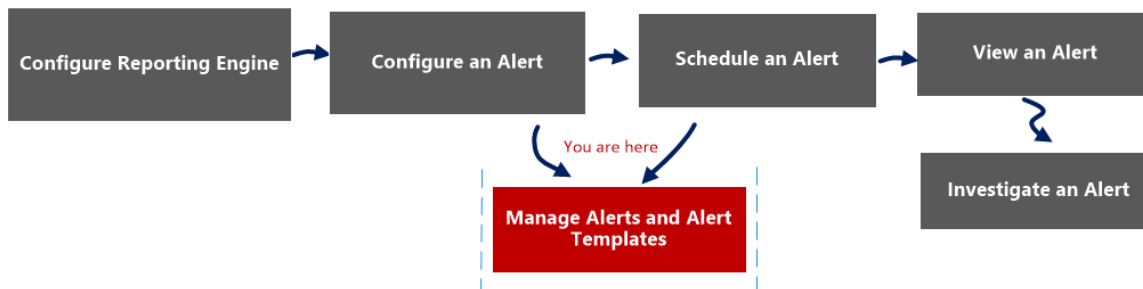 Configure Reporting Engine
Configure an Alert
Schedule an Alert
View an Alert
You are here
Manage Alerts and Alert
Templates
Investigate an Alert